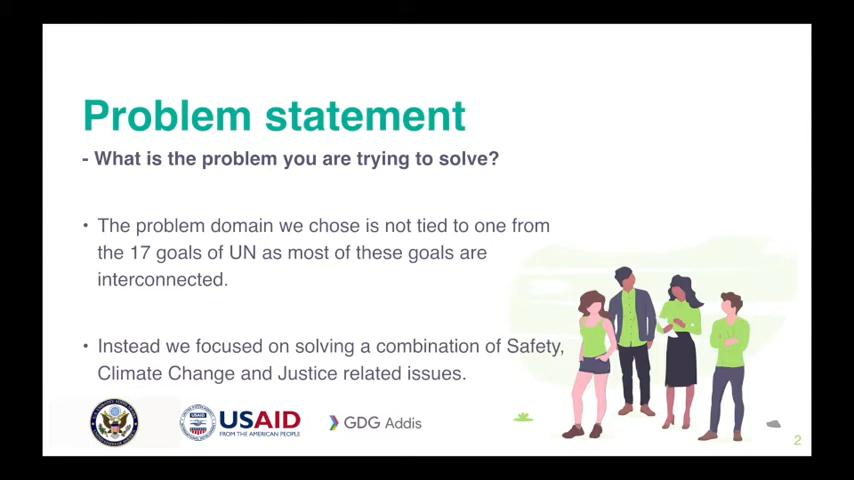 Problem statement
- What is the problem you are trying to solve?
• The problem domain we chose is not tied to one from
the 17 goals of UN as most of these goals are
interconnected.
• Instead we focused on solving a combination of Safety,
Climate Change and Justice related issues.
USAID
USAID
FROM THE AMERICAN PEOPLE
GDG Addis
2